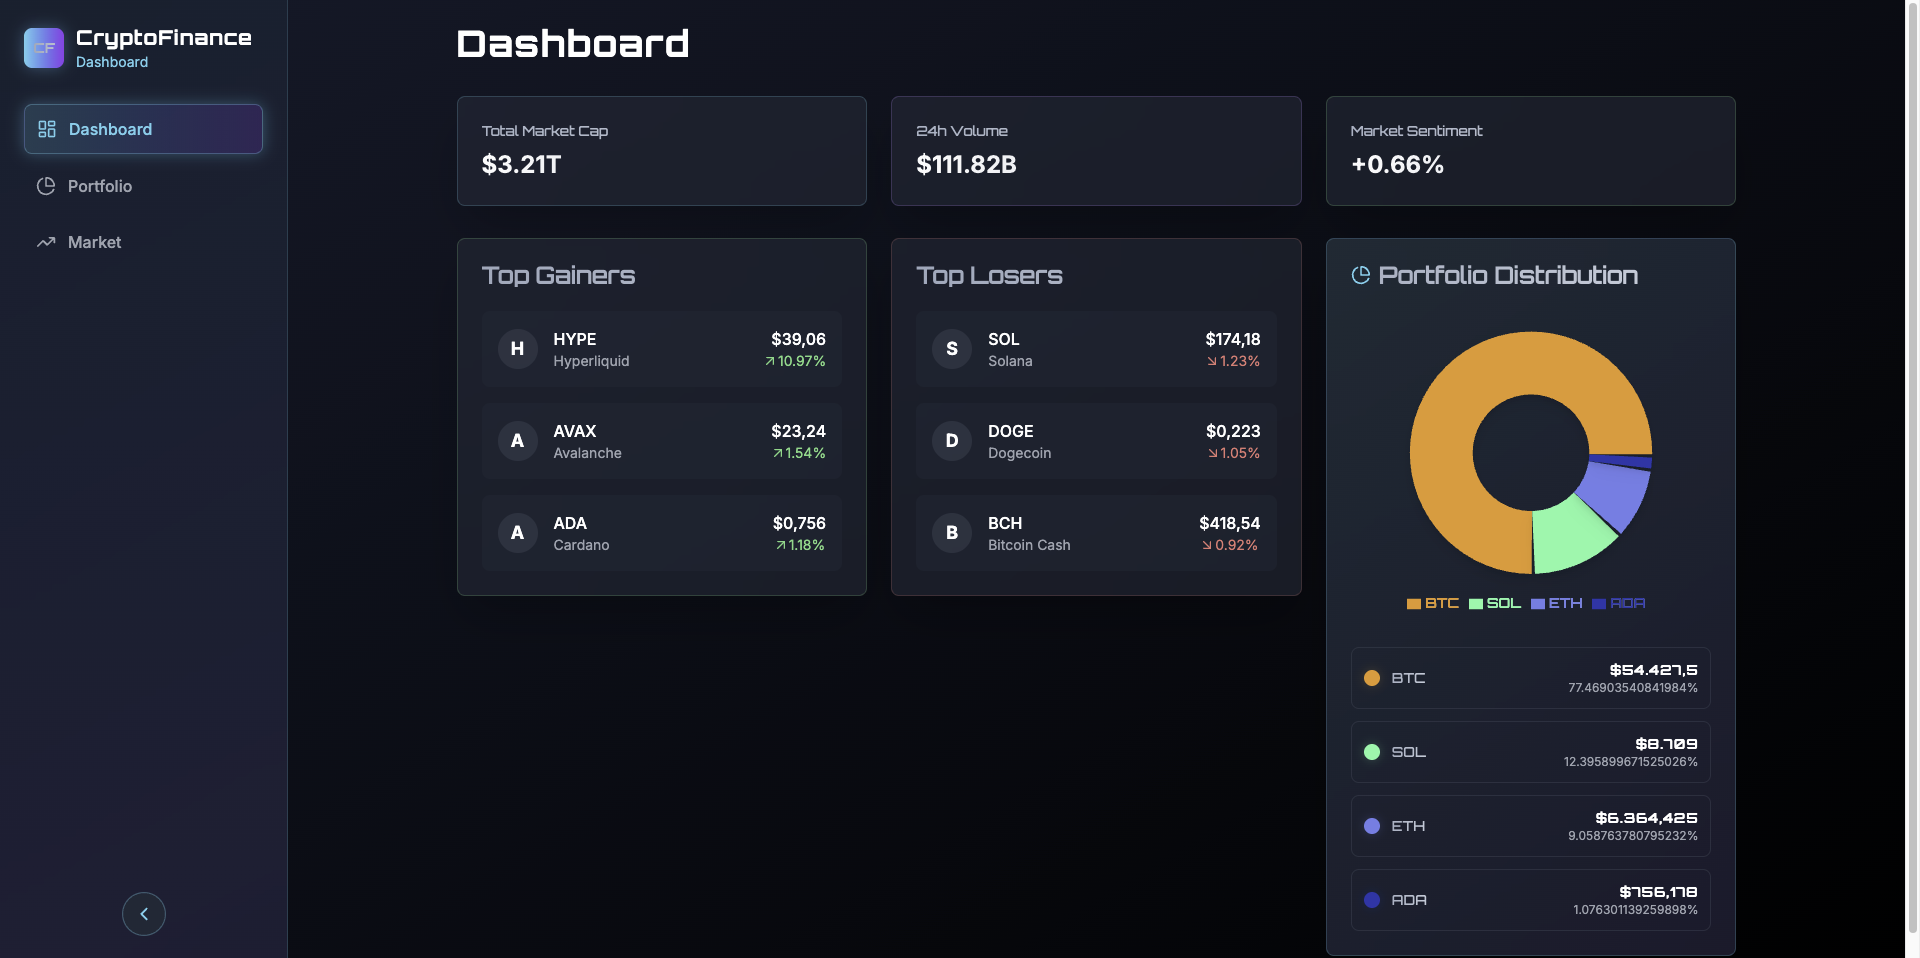 CF
CryptoFinance
Dashboard
Dashboard
Portfolio
Market
Dashboard
Total Market Cap
$3.21T
24h Volume
$111.82B
Market Sentiment
+0.66%
Top Gainers
H
HYPE
Hyperliquid
$39,06
10.97%
A
AVAX
Avalanche
$23,24
1.54%
A
ADA
Cardano
$0,756
1.18%
Top Losers
S
SOL
Solana
$174,18
1.23%
D
DOGE
Dogecoin
$0,223
1.05%
B
BCH
Bitcoin Cash
$418,54
0.92%
Portfolio Distribution
BTC SOL ETH ADA
BTC
$54.427,5
77.46903540841984%
SOL
$8.709
12.395899671525026%
ETH
$6.364,425
9.058763780795232%
ADA
$756,178
1.076301139259898%